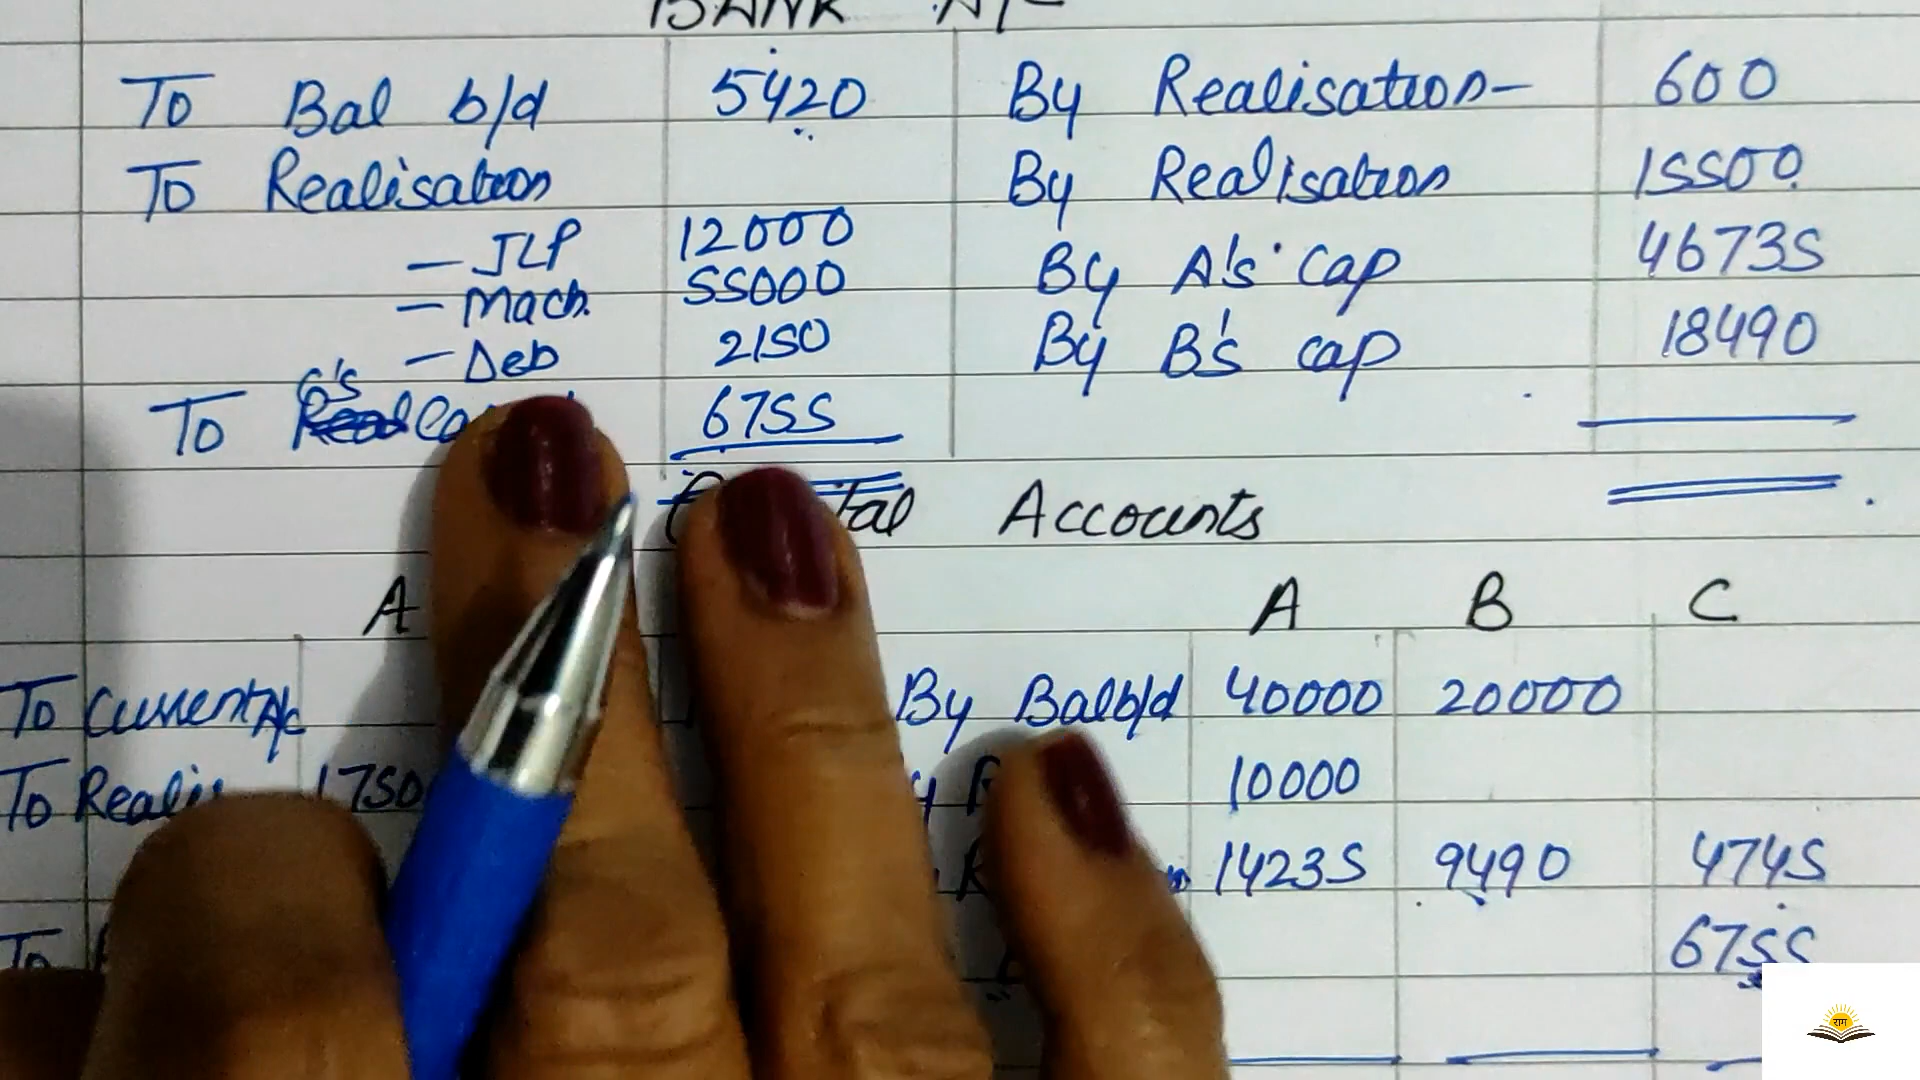 BANK A/C
To Bal b/d 5420 By Realisation- 600
To Realisation By Realisation 15500
- JLP 12000 By A's cap 46735
- Mach. 55000 By B's cap 18490
- Deb 2150
To C's 6755
Accounts
A A B C
To Current A/c By Bal b/d 40000 20000
To 1750 10000
14235 9490 4745
To 6755
राम